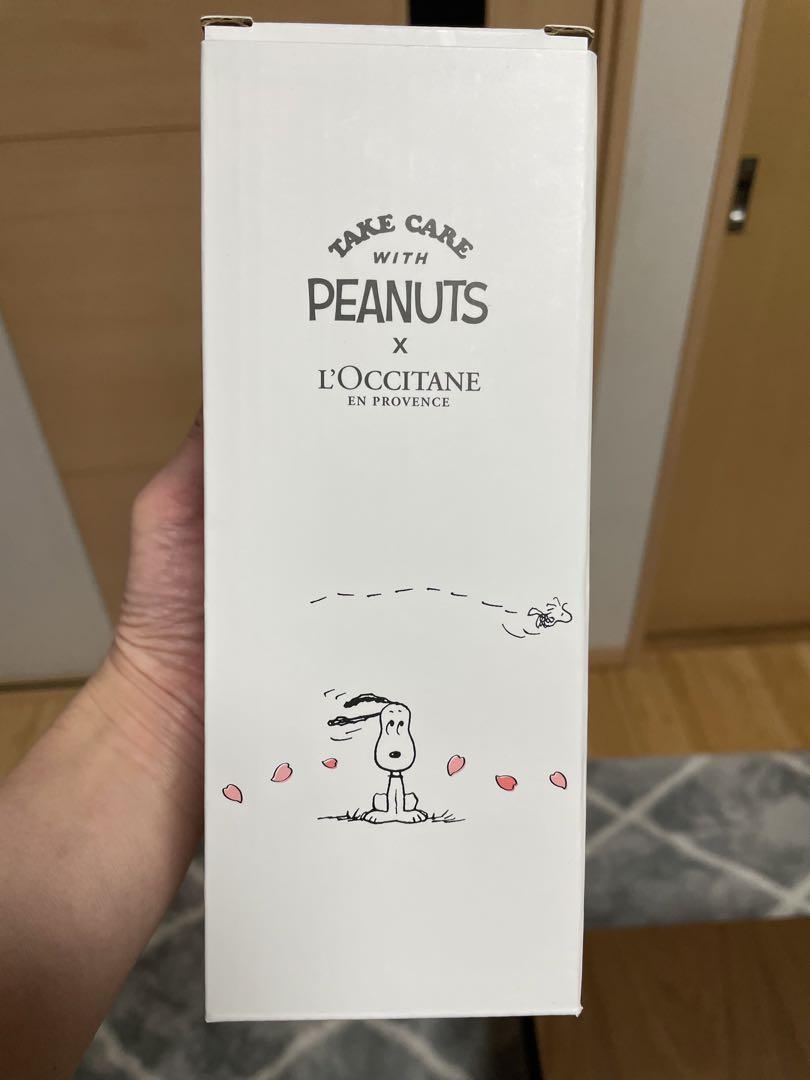 TAKE CARE
WITH
PEANUTS
X
L'OCCITANE
EN PROVENCE